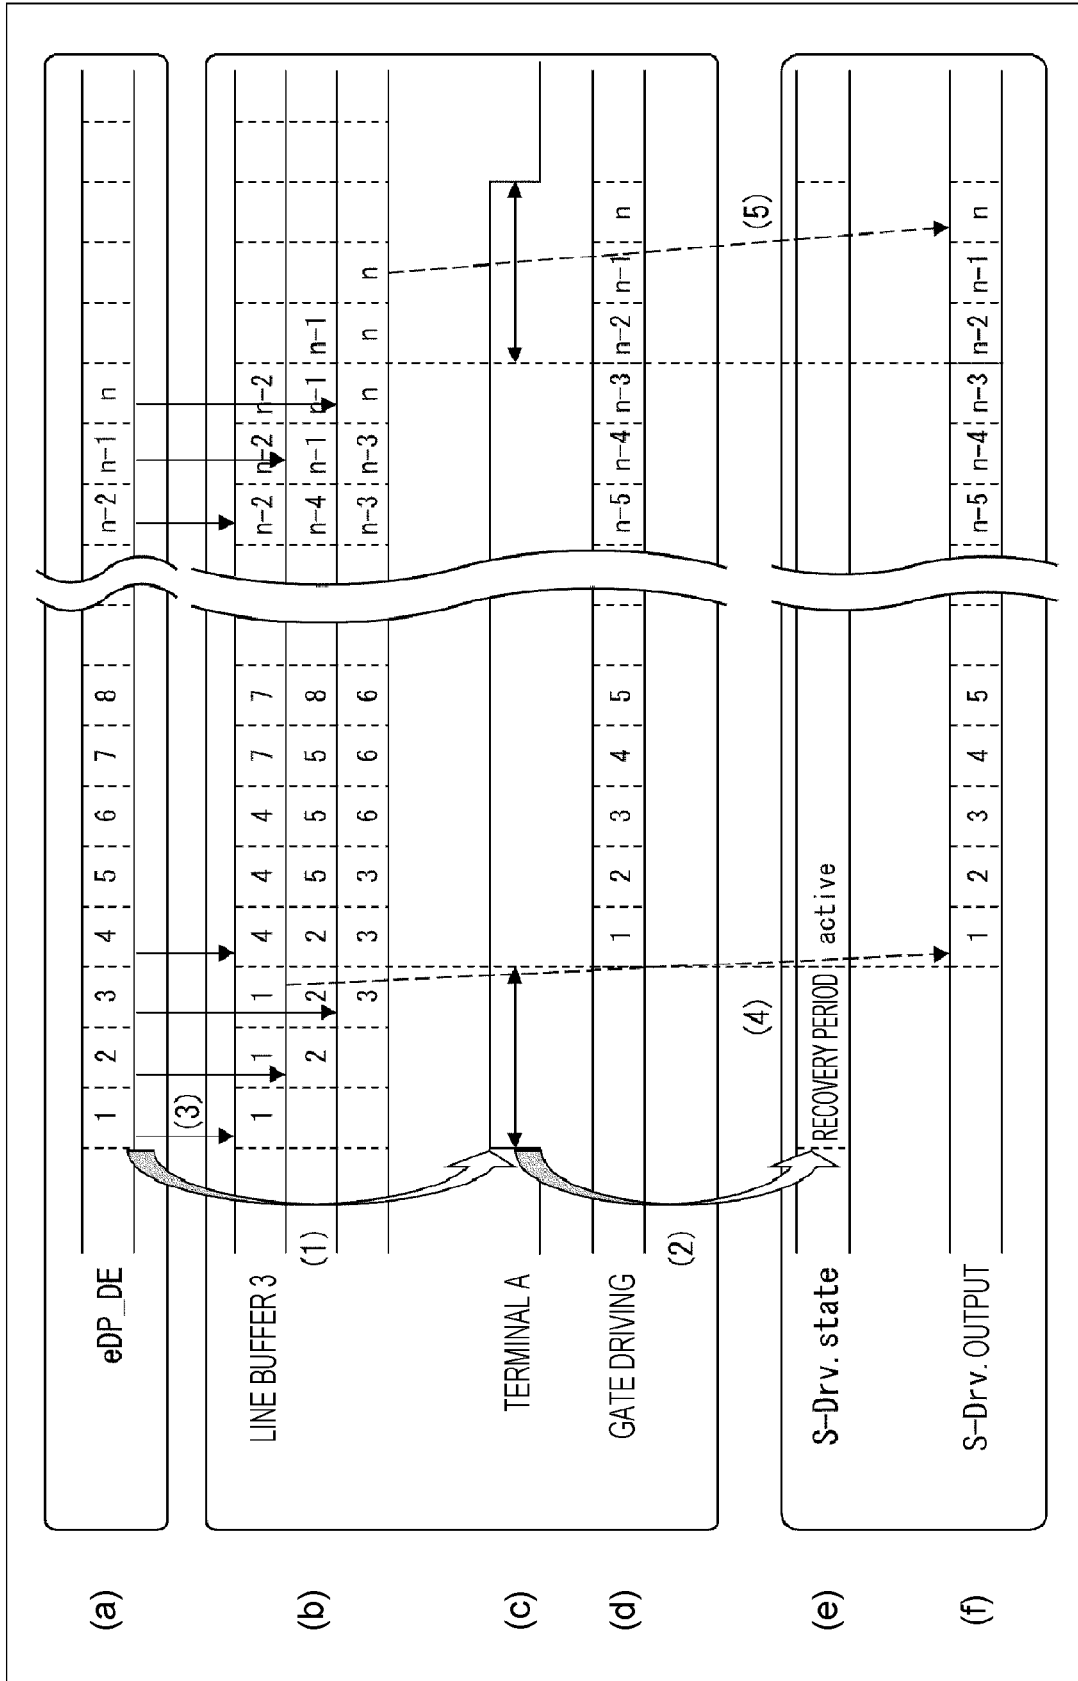 (a) eDP_DE 1 2 3 4 5 6 7 8 n-2 n-1 n
(3)
LINE BUFFER 3 1 1 1 4 4 4 7 7 n-2 n-2 n-2
(b) (1) 2 2 2 5 5 5 8 n-4 n-1 n-1 n-1
3 3 3 6 6 6 n-3 n-3 n n n
(c) TERMINAL A
(d) GATE DRIVING 1 2 3 4 5 n-5 n-4 n-3 n-2 n-1 n
(2)
(4) (5)
(e) S-Drv. state RECOVERY PERIOD active
(f) S-Drv. OUTPUT 1 2 3 4 5 n-5 n-4 n-3 n-2 n-1 n